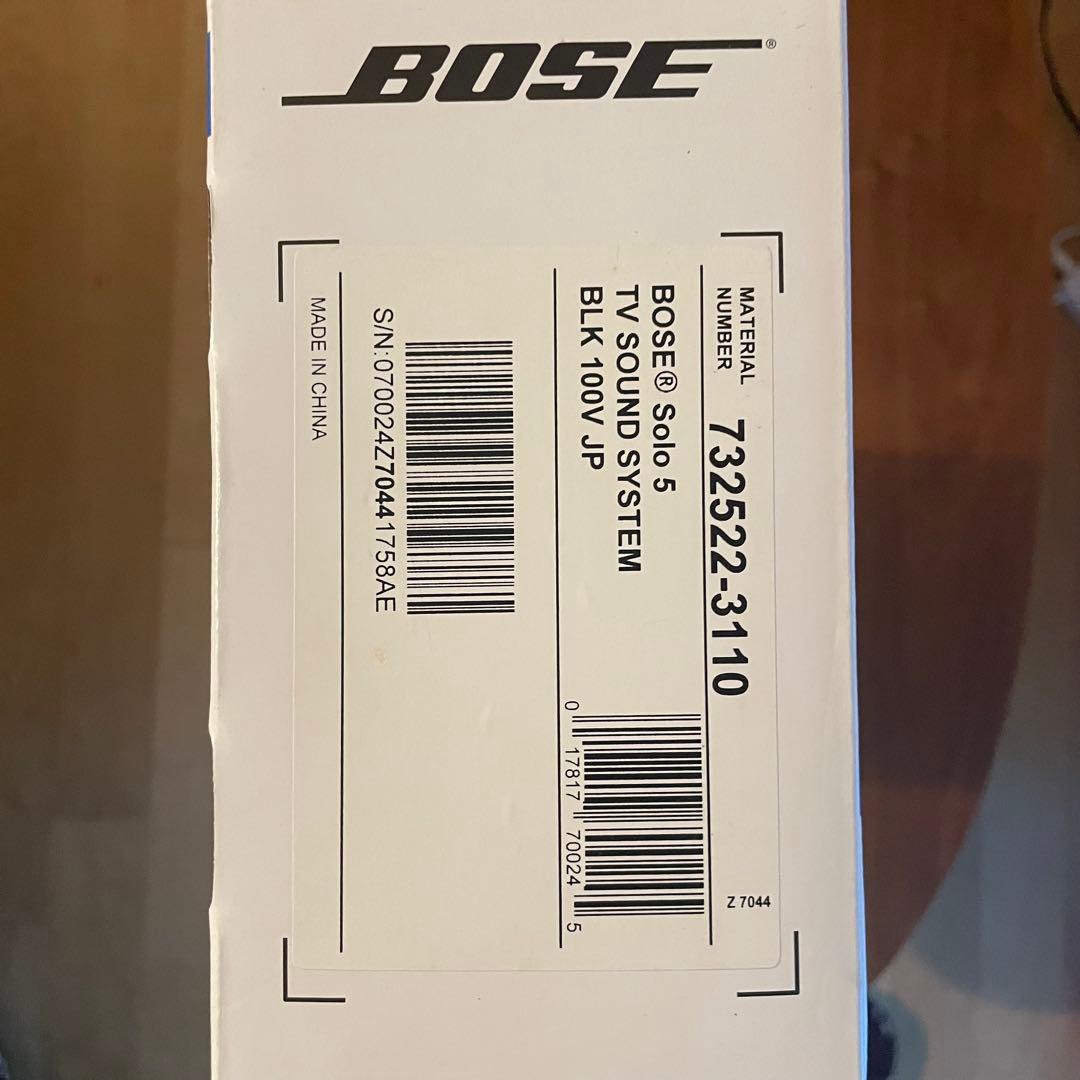 BOSE®
MATERIAL
NUMBER
732522-3110
BOSE® Solo 5
TV SOUND SYSTEM
BLK 100V JP
0 17817 70024 5
Z 7044
S/N:070024Z70441758AE
MADE IN CHINA